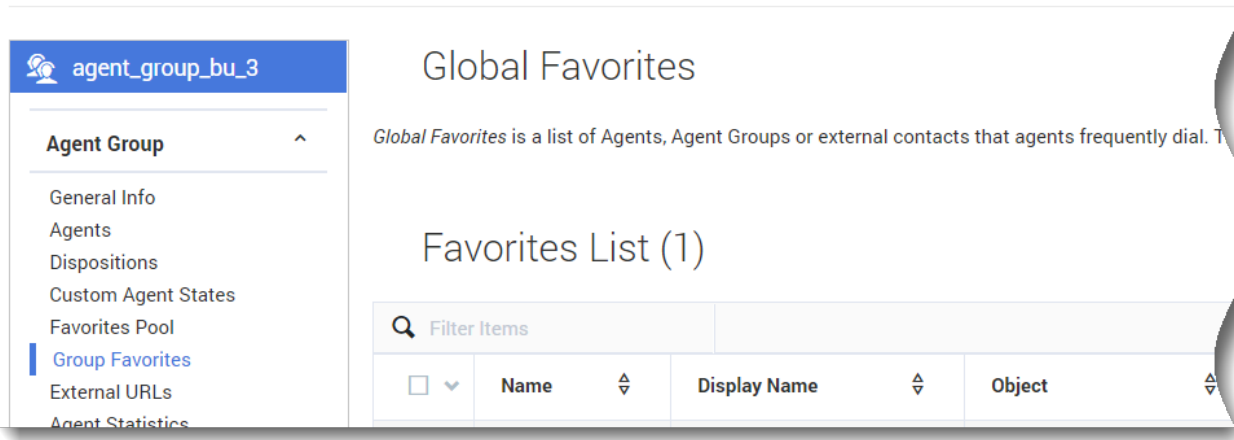 agent_group_bu_3
Agent Group
General Info
Agents
Dispositions
Custom Agent States
Favorites Pool
Group Favorites
External URLs
Agent Statistics
Global Favorites
Global Favorites is a list of Agents, Agent Groups or external contacts that agents frequently dial. T
Favorites List (1)
Filter Items
Name Display Name Object